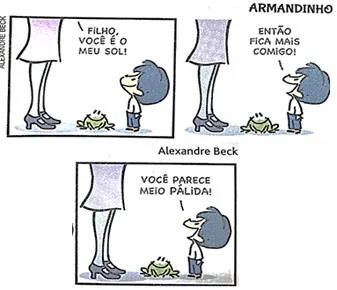 ARMANDINHO
ALEXANDRE BECK
FILHO,
VOCÊ É O
MEU SOL!
ENTÃO
FICA MAIS
COMIGO!
Alexandre Beck
VOCÊ PARECE
MEIO PÁLIDA!